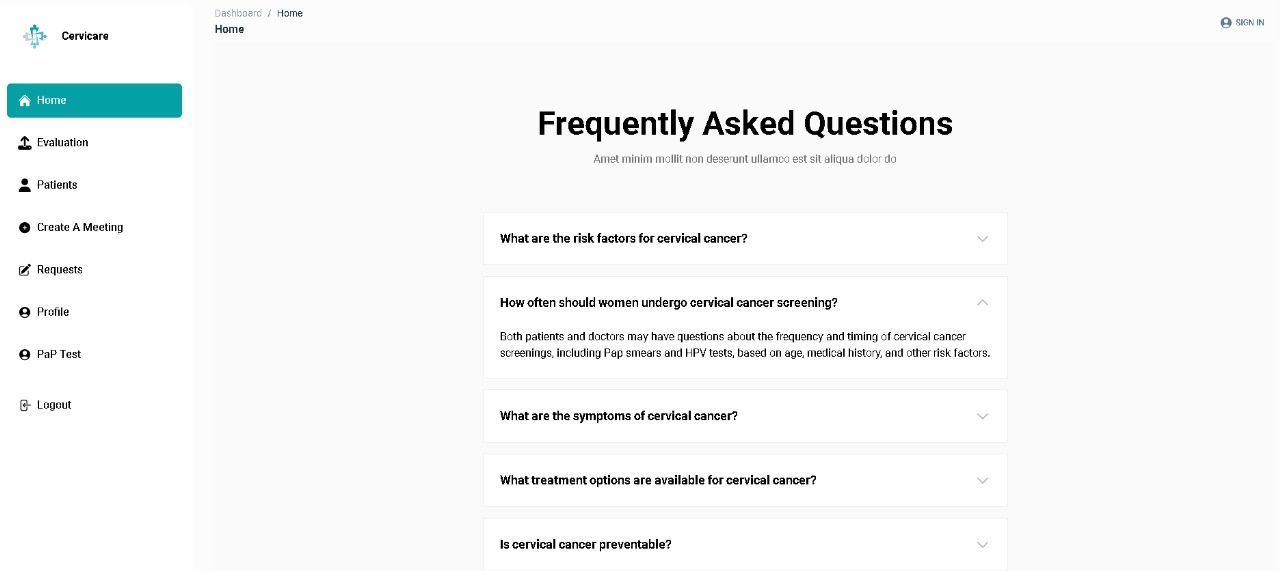 Cervicare
Home
Evaluation
Patients
Create A Meeting
Requests
Profile
PaP Test
Logout
Dashboard / Home
Home
SIGN IN
Frequently Asked Questions
Amet minim mollit non deserunt ullamco est sit aliqua dolor do
What are the risk factors for cervical cancer?
How often should women undergo cervical cancer screening?
Both patients and doctors may have questions about the frequency and timing of cervical cancer
screenings, including Pap smears and HPV tests, based on age, medical history, and other risk factors.
What are the symptoms of cervical cancer?
What treatment options are available for cervical cancer?
Is cervical cancer preventable?